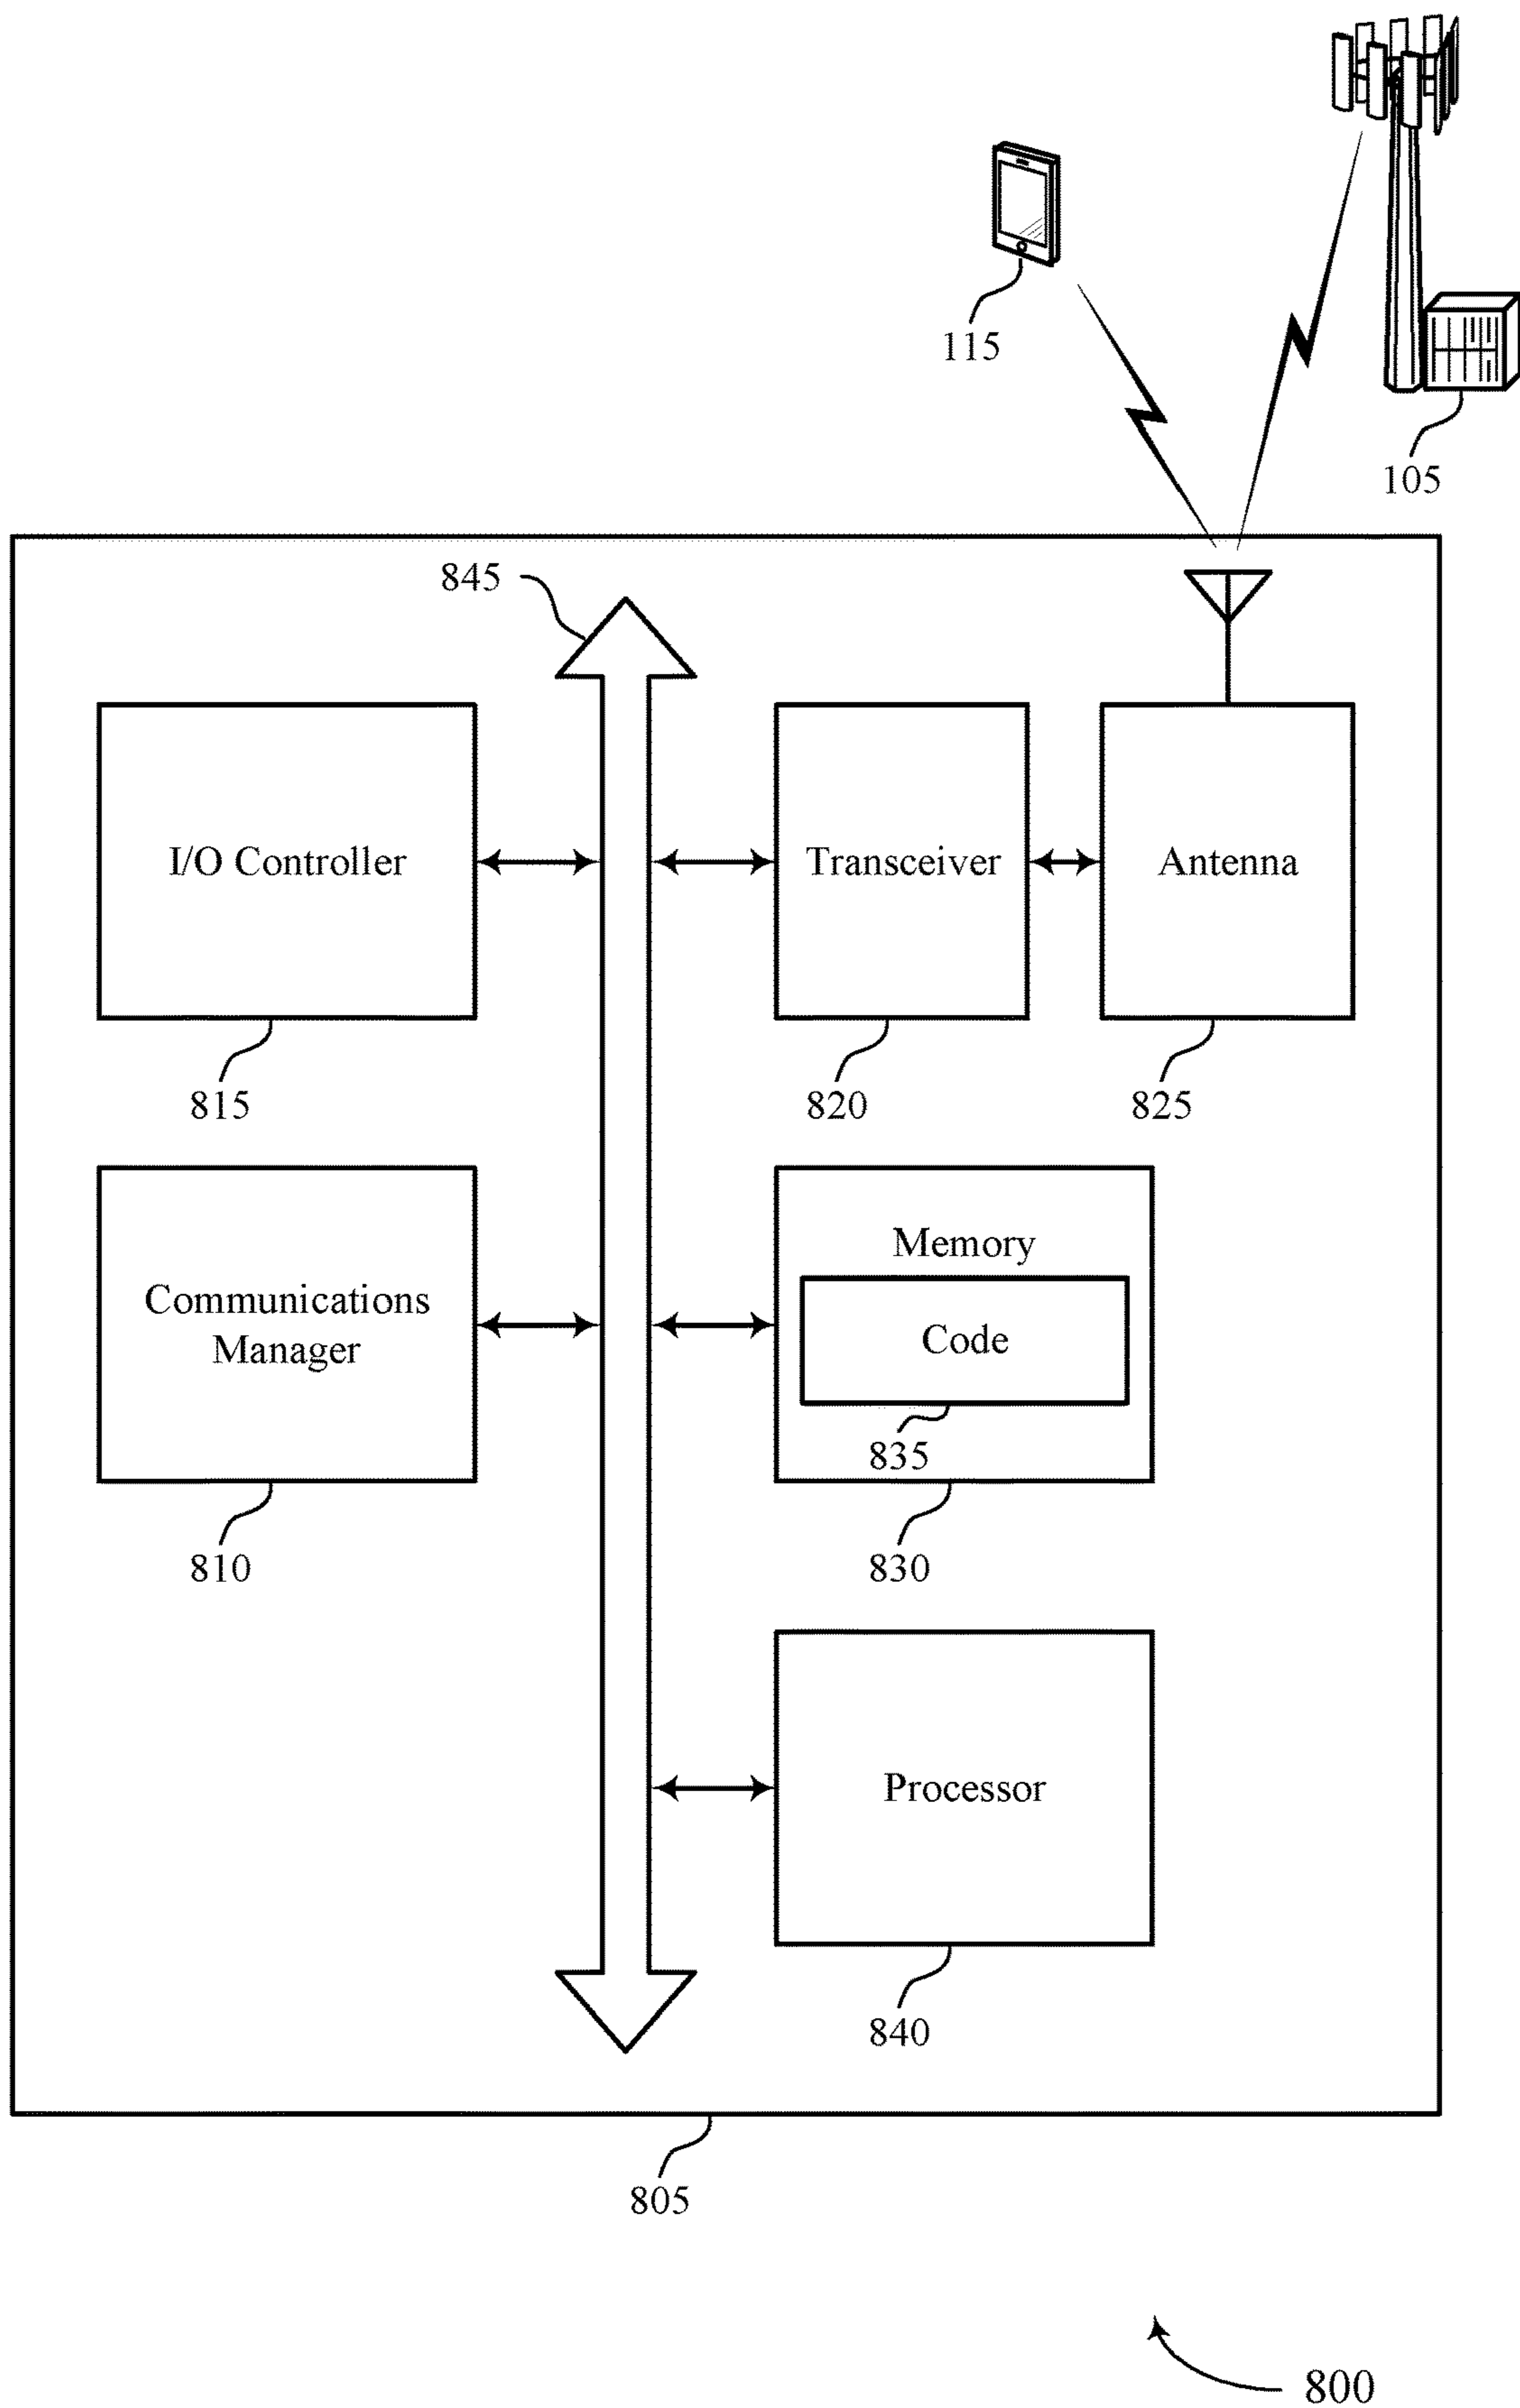 115
105
845
I/O Controller
Transceiver
Antenna
815
820
825
Communications
Manager
Memory
Code
835
810
830
Processor
840
805
800